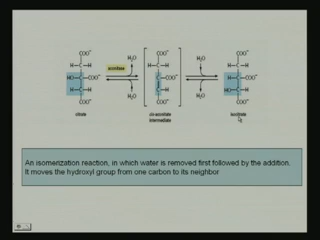 COO⁻ COO⁻ COO⁻
H–C–H H₂O H–C–H H₂O H–C–H
aconitase
HO–C–COO⁻ C–COO⁻ H–C–COO⁻
H–C–H C–H HO–C–H
COO⁻ H₂O COO⁻ H₂O COO⁻
citrate cis-aconitate isocitrate
intermediate
An isomerization reaction, in which water is removed first followed by the addition.
It moves the hydroxyl group from one carbon to its neighbor